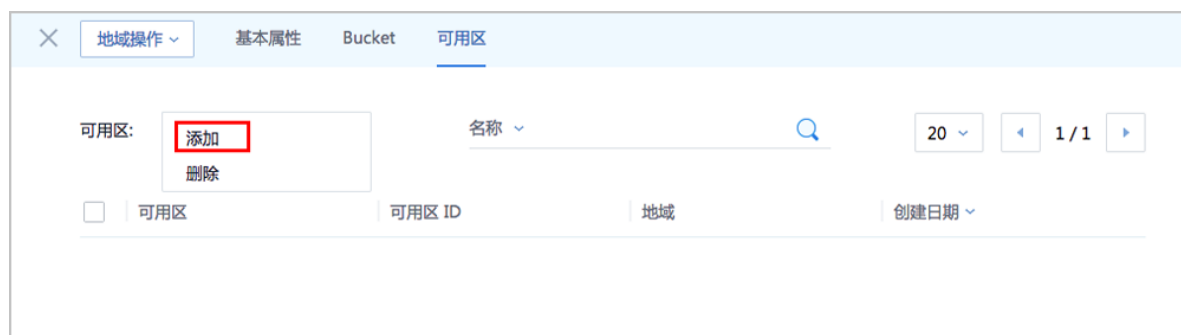 地域操作 基本属性 Bucket 可用区
可用区: 名称 20 1 / 1
添加
删除
可用区 可用区 ID 地域 创建日期